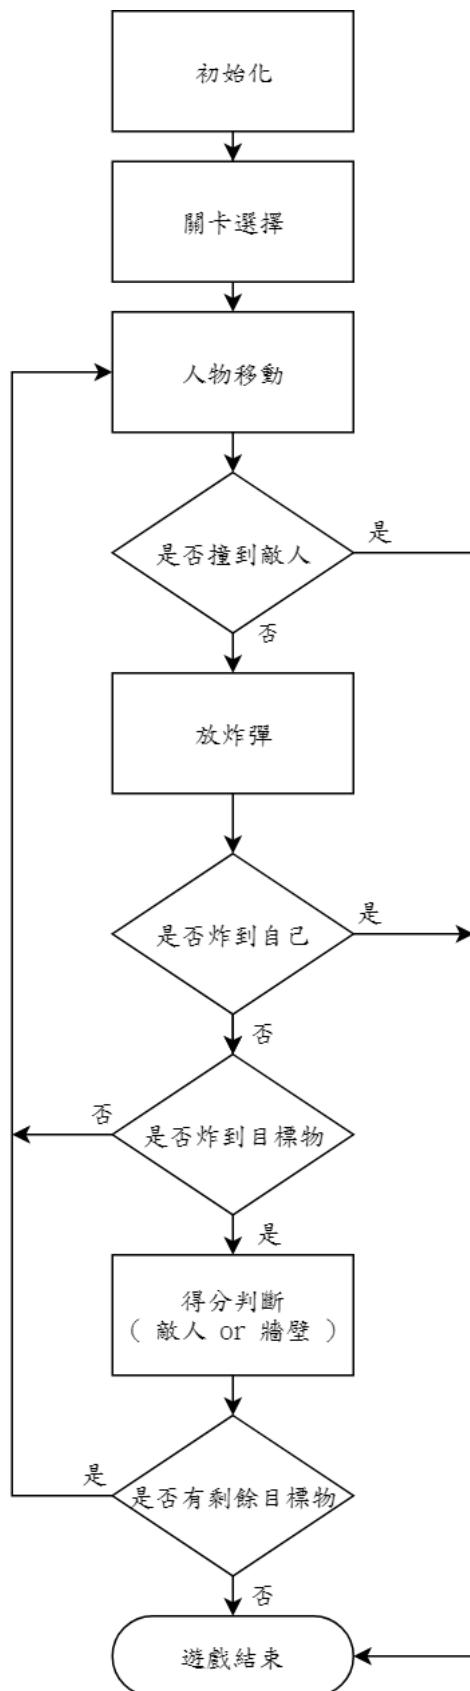 初始化
關卡選擇
人物移動
是否撞到敵人
是
否
放炸彈
是否炸到自己
是
否
是否炸到目標物
否
是
得分判斷
( 敵人 or 牆壁 )
是否有剩餘目標物
是
否
遊戲結束